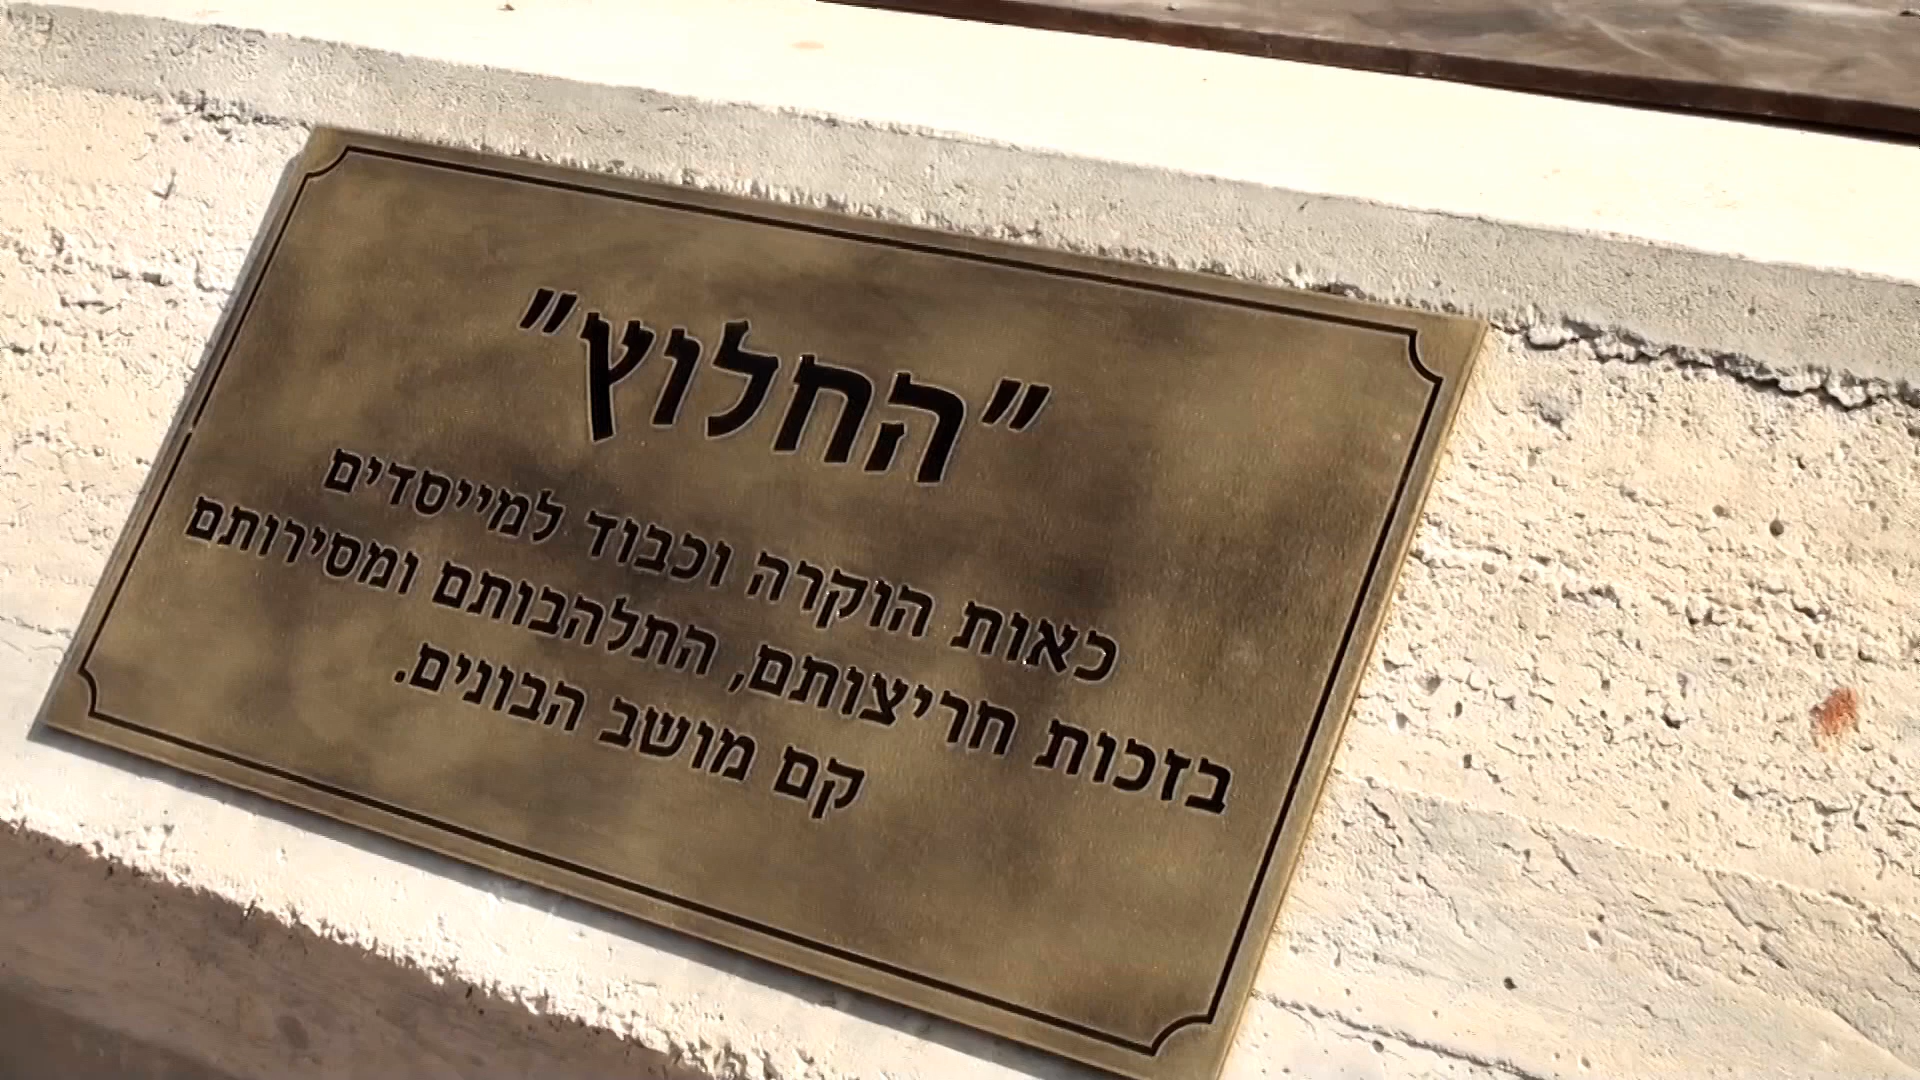 "החלוץ"
כאות הוקרה וכבוד למייסדים
בזכות חריצותם, התלהבותם ומסירותם
קם מושב הבונים.